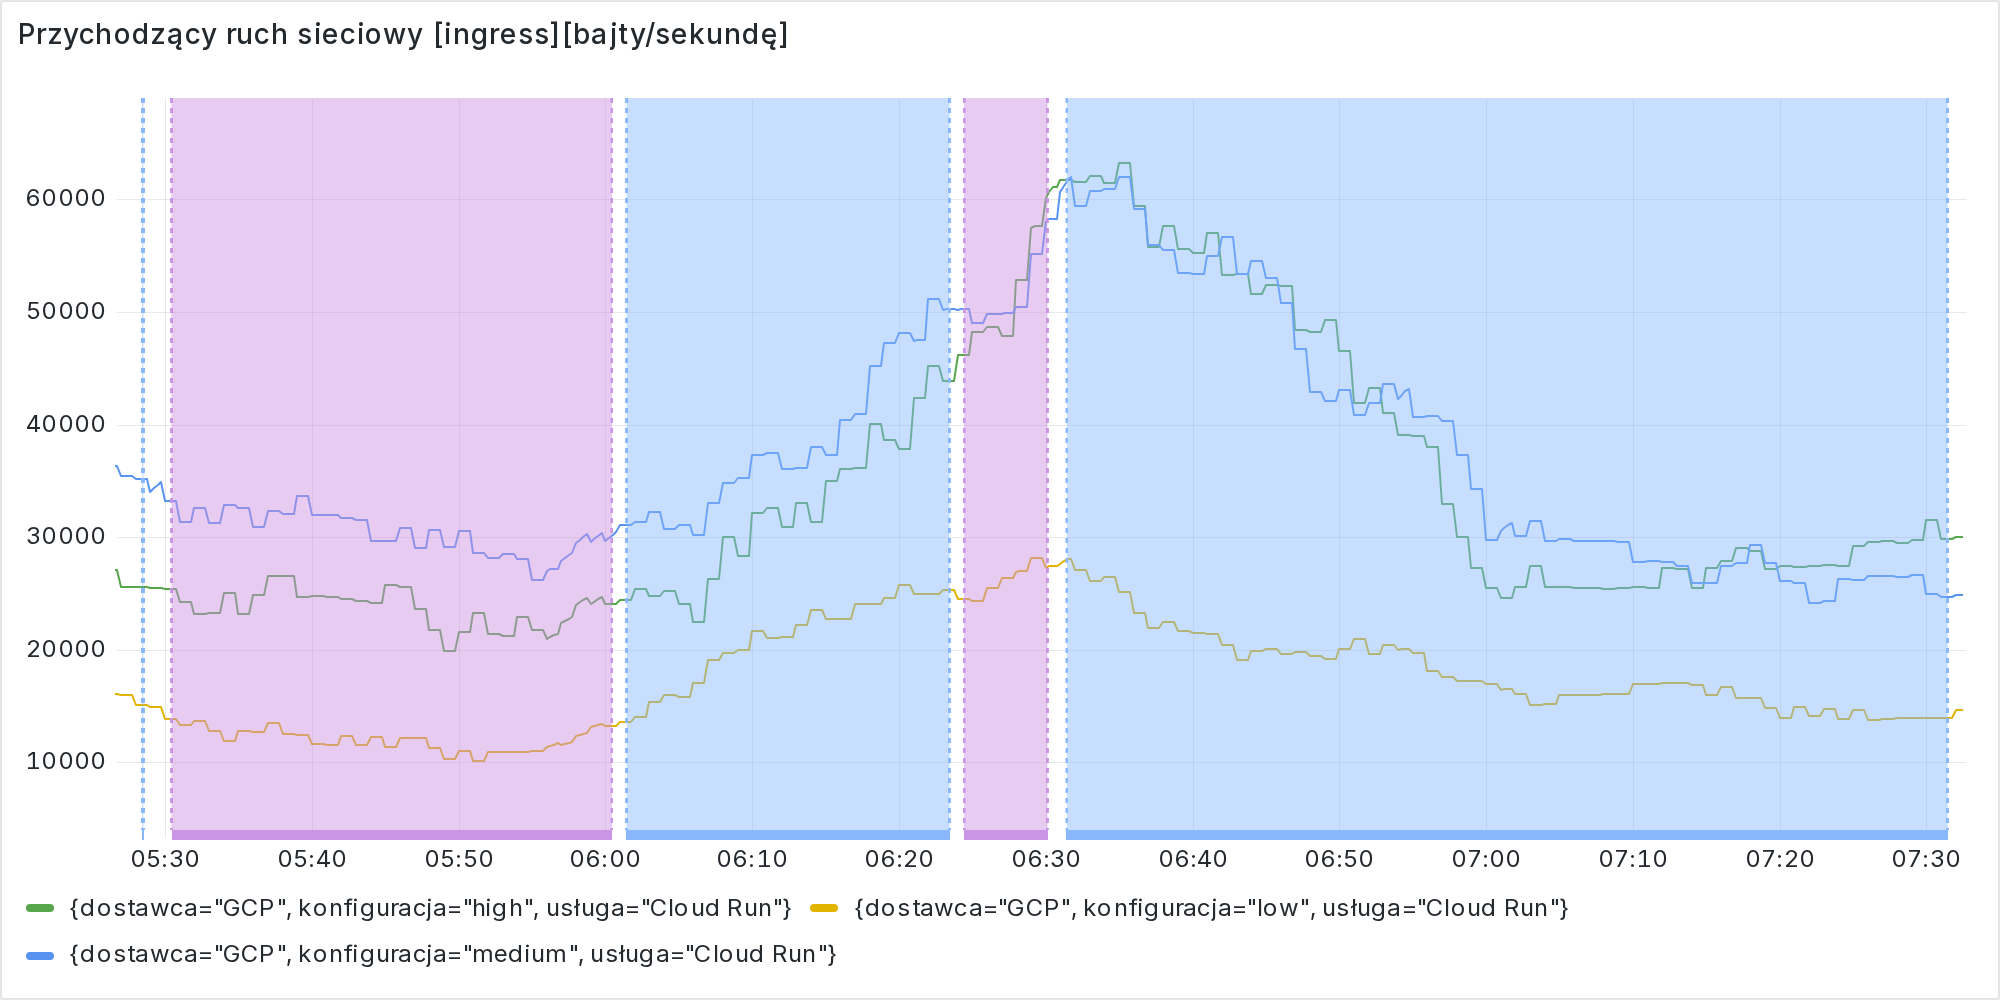 Przychodzący ruch sieciowy [ingress][bajty/sekundę]
60000
50000
40000
30000
20000
10000
05:30 05:40 05:50 06:00 06:10 06:20 06:30 06:40 06:50 07:00 07:10 07:20 07:30
{dostawca="GCP", konfiguracja="high", usługa="Cloud Run"} {dostawca="GCP", konfiguracja="low", usługa="Cloud Run"}
{dostawca="GCP", konfiguracja="medium", usługa="Cloud Run"}